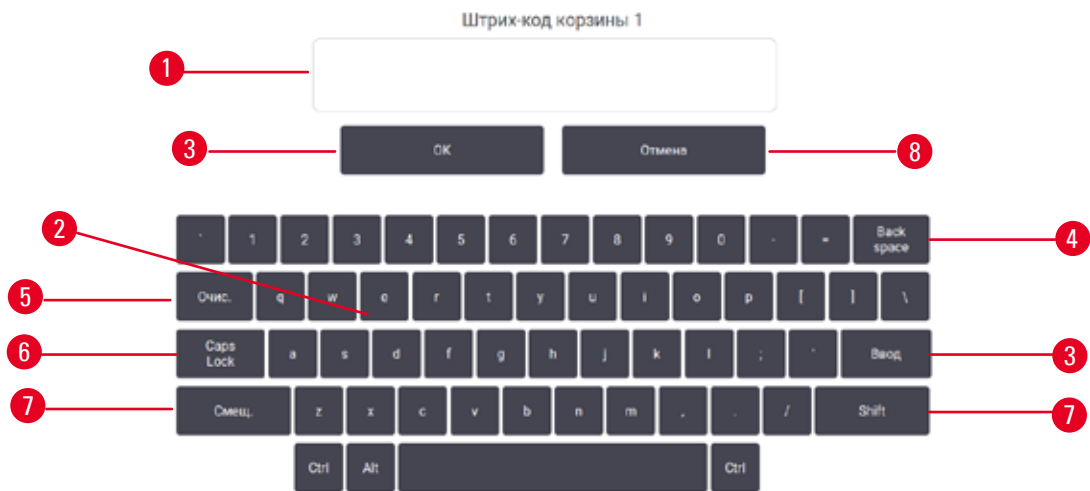 Штрих-код корзины 1
1
3 OK Отмена 8
2
` 1 2 3 4 5 6 7 8 9 0 - = Back space 4
5 Очис. q w e r t y u i o p [ ] \
6 Caps Lock a s d f g h j k l ; ' Ввод 3
7 Смещ. z x c v b n m , . / Shift 7
Ctrl Alt Ctrl